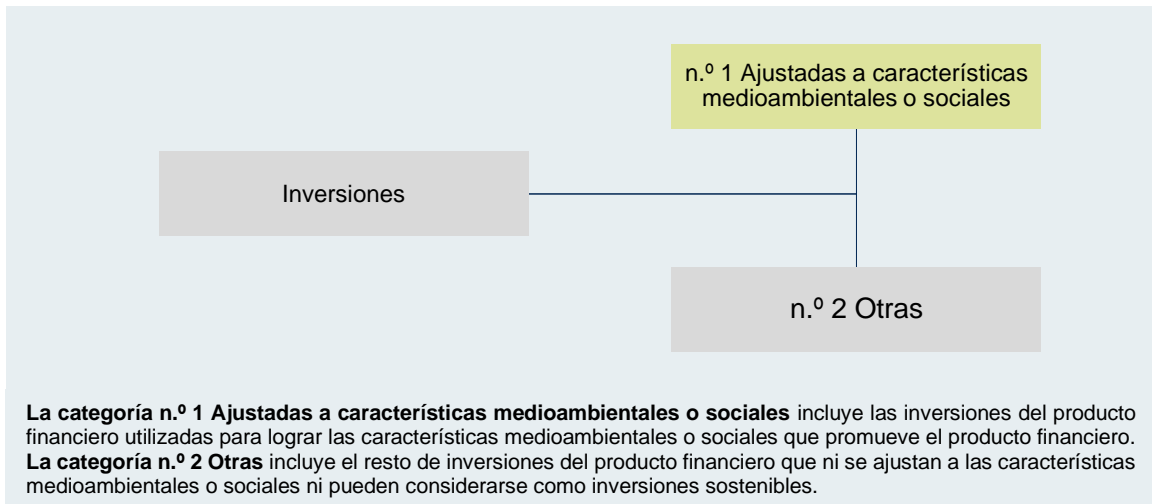 n.º 1 Ajustadas a características
medioambientales o sociales
Inversiones
n.º 2 Otras
La categoría n.º 1 Ajustadas a características medioambientales o sociales incluye las inversiones del producto
financiero utilizadas para lograr las características medioambientales o sociales que promueve el producto financiero.
La categoría n.º 2 Otras incluye el resto de inversiones del producto financiero que ni se ajustan a las características
medioambientales o sociales ni pueden considerarse como inversiones sostenibles.